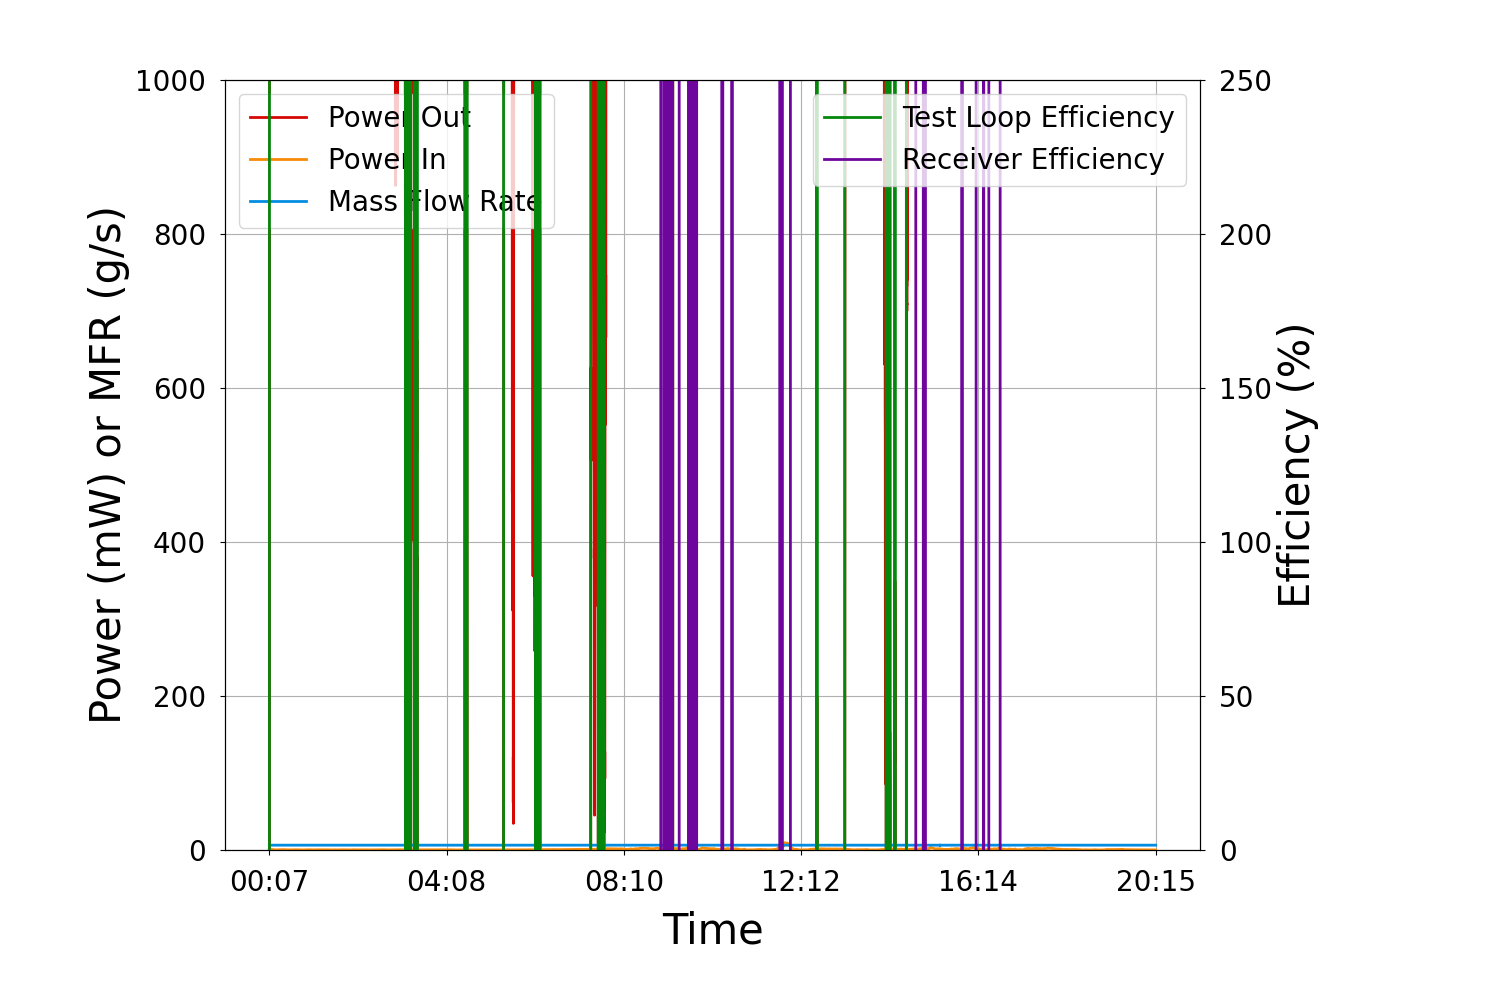 1000
800
600
400
200
0
Power (mW) or MFR (g/s)
Power Out
Power In
Mass Flow Rate
Test Loop Efficiency
Receiver Efficiency
250
200
150
100
50
0
Efficiency (%)
00:07 04:08 08:10 12:12 16:14 20:15
Time